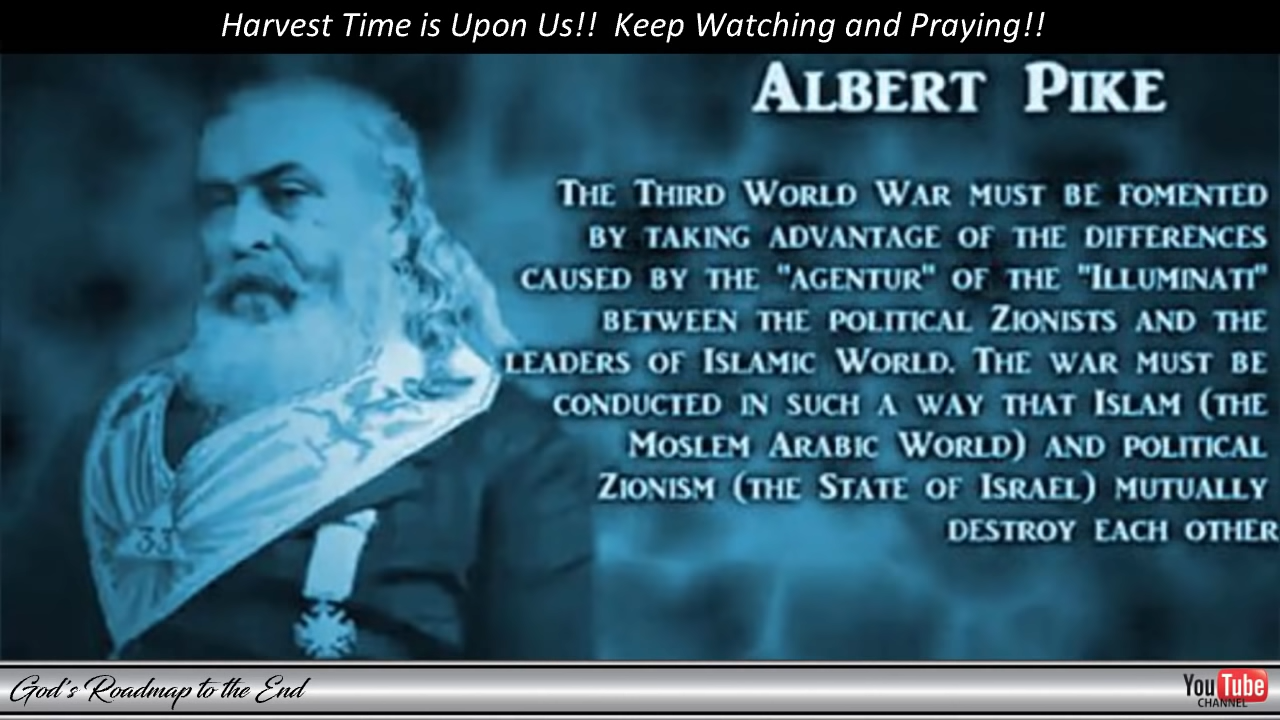 Harvest Time is Upon Us!! Keep Watching and Praying!!
ALBERT PIKE
THE THIRD WORLD WAR MUST BE FOMENTED
BY TAKING ADVANTAGE OF THE DIFFERENCES
CAUSED BY THE "AGENTUR" OF THE "ILLUMINATI"
BETWEEN THE POLITICAL ZIONISTS AND THE
LEADERS OF ISLAMIC WORLD. THE WAR MUST BE
CONDUCTED IN SUCH A WAY THAT ISLAM (THE
MOSLEM ARABIC WORLD) AND POLITICAL
ZIONISM (THE STATE OF ISRAEL) MUTUALLY
DESTROY EACH OTHER
33
God's Roadmap to the End
YouTube
CHANNEL